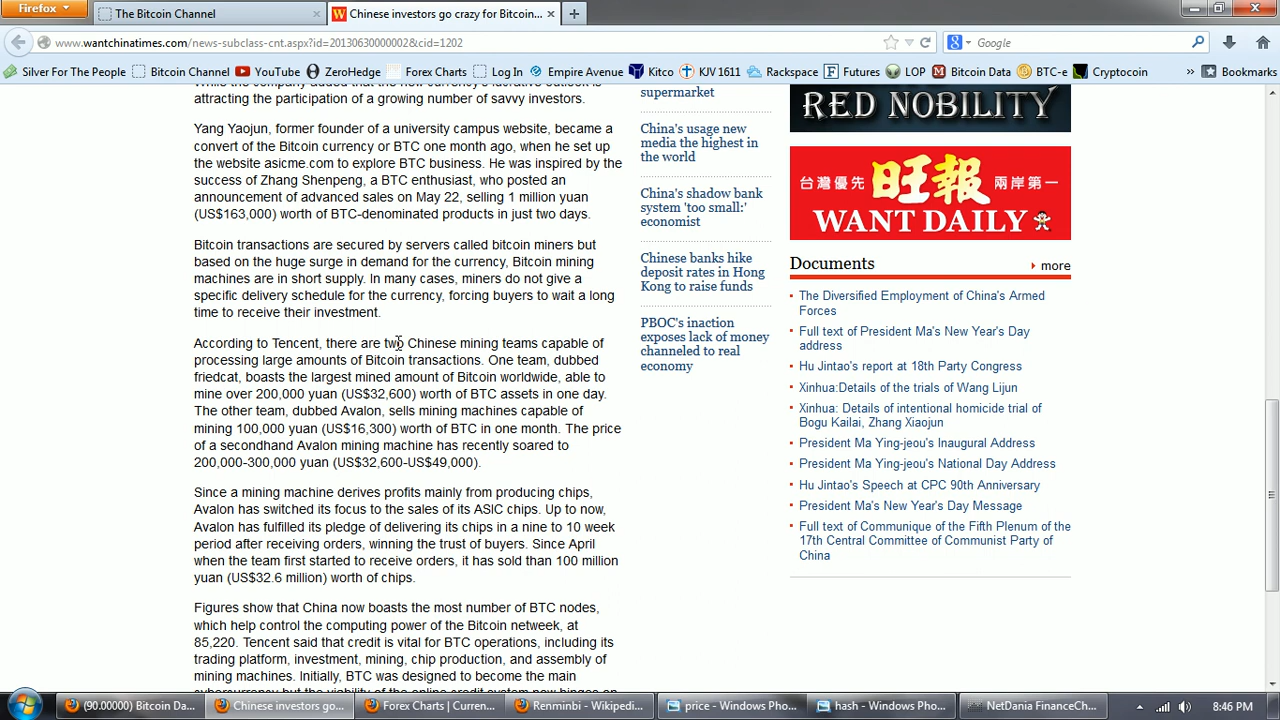 Firefox
The Bitcoin Channel
Chinese investors go crazy for Bitcoin...
www.wantchinatimes.com/news-subclass-cnt.aspx?id=20130630000002&cid=1202
Google
Silver For The People
Bitcoin Channel
YouTube
ZeroHedge
Forex Charts
Log In
Empire Avenue
Kitco
KJV 1611
Rackspace
Futures
LOP
Bitcoin Data
BTC-e
Cryptocoin
»
Bookmarks
attracting the participation of a growing number of savvy investors.
Yang Yaojun, former founder of a university campus website, became a
convert of the Bitcoin currency or BTC one month ago, when he set up
the website asicme.com to explore BTC business. He was inspired by the
success of Zhang Shenpeng, a BTC enthusiast, who posted an
announcement of advanced sales on May 22, selling 1 million yuan
(US$163,000) worth of BTC-denominated products in just two days.
Bitcoin transactions are secured by servers called bitcoin miners but
based on the huge surge in demand for the currency, Bitcoin mining
machines are in short supply. In many cases, miners do not give a
specific delivery schedule for the currency, forcing buyers to wait a long
time to receive their investment.
According to Tencent, there are two Chinese mining teams capable of
processing large amounts of Bitcoin transactions. One team, dubbed
friedcat, boasts the largest mined amount of Bitcoin worldwide, able to
mine over 200,000 yuan (US$32,600) worth of BTC assets in one day.
The other team, dubbed Avalon, sells mining machines capable of
mining 100,000 yuan (US$16,300) worth of BTC in one month. The price
of a secondhand Avalon mining machine has recently soared to
200,000-300,000 yuan (US$32,600-US$49,000).
Since a mining machine derives profits mainly from producing chips,
Avalon has switched its focus to the sales of its ASIC chips. Up to now,
Avalon has fulfilled its pledge of delivering its chips in a nine to 10 week
period after receiving orders, winning the trust of buyers. Since April
when the team first started to receive orders, it has sold than 100 million
yuan (US$32.6 million) worth of chips.
Figures show that China now boasts the most number of BTC nodes,
which help control the computing power of the Bitcoin netweek, at
85,220. Tencent said that credit is vital for BTC operations, including its
trading platform, investment, mining, chip production, and assembly of
mining machines. Initially, BTC was designed to become the main
supermarket
China's usage new
media the highest in
the world
China's shadow bank
system 'too small:'
economist
Chinese banks hike
deposit rates in Hong
Kong to raise funds
PBOC's inaction
exposes lack of money
channeled to real
economy
RED NOBILITY
台灣優先 旺報 兩岸第一
WANT DAILY
Documents
more
The Diversified Employment of China's Armed
Forces
Full text of President Ma's New Year's Day
address
Hu Jintao's report at 18th Party Congress
Xinhua:Details of the trials of Wang Lijun
Xinhua: Details of intentional homicide trial of
Bogu Kailai, Zhang Xiaojun
President Ma Ying-jeou's Inaugural Address
President Ma Ying-jeou's National Day Address
Hu Jintao's Speech at CPC 90th Anniversary
President Ma's New Year's Day Message
Full text of Communique of the Fifth Plenum of the
17th Central Committee of Communist Party of
China
(90.00000) Bitcoin Da...
Chinese investors go...
Forex Charts | Curren...
Renminbi - Wikipedi...
price - Windows Pho...
hash - Windows Pho...
NetDania FinanceCh...
8:46 PM